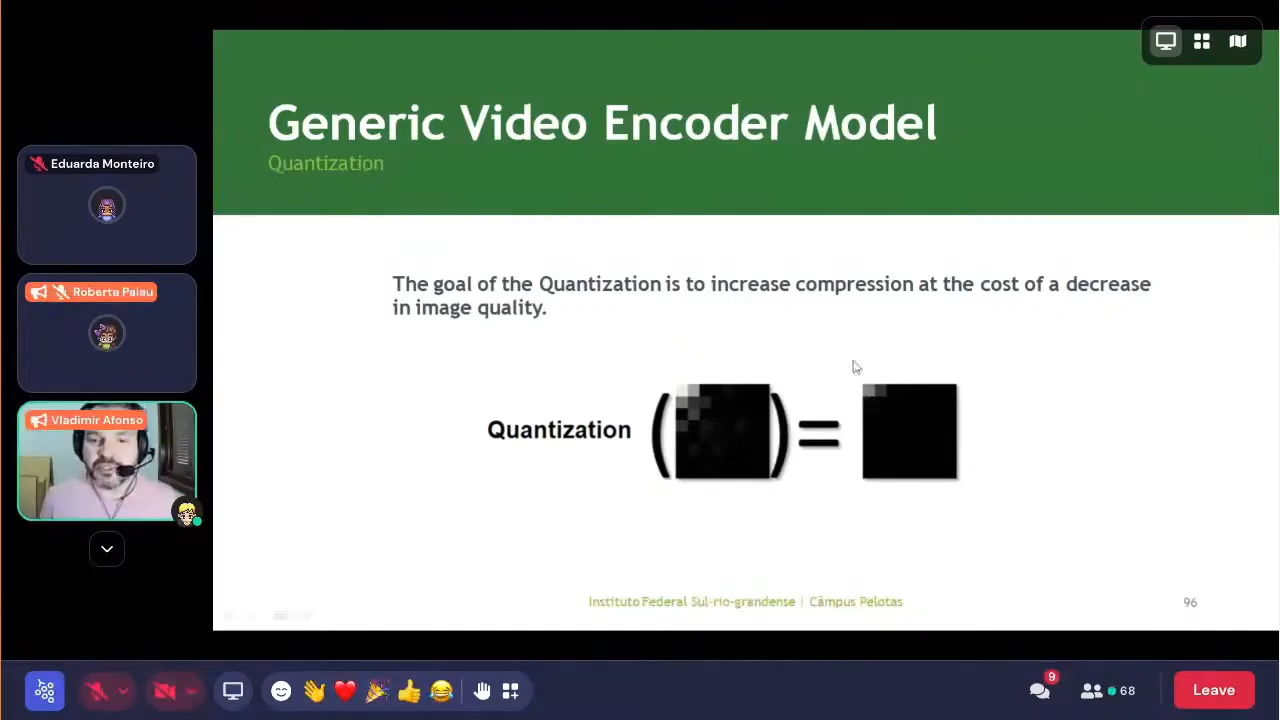 Generic Video Encoder Model
Quantization
Eduarda Monteiro
Roberta Palau
Vladimir Afonso
The goal of the Quantization is to increase compression at the cost of a decrease
in image quality.
Quantization ( ) =
Instituto Federal Sul-rio-grandense | Câmpus Pelotas
96
9
68
Leave